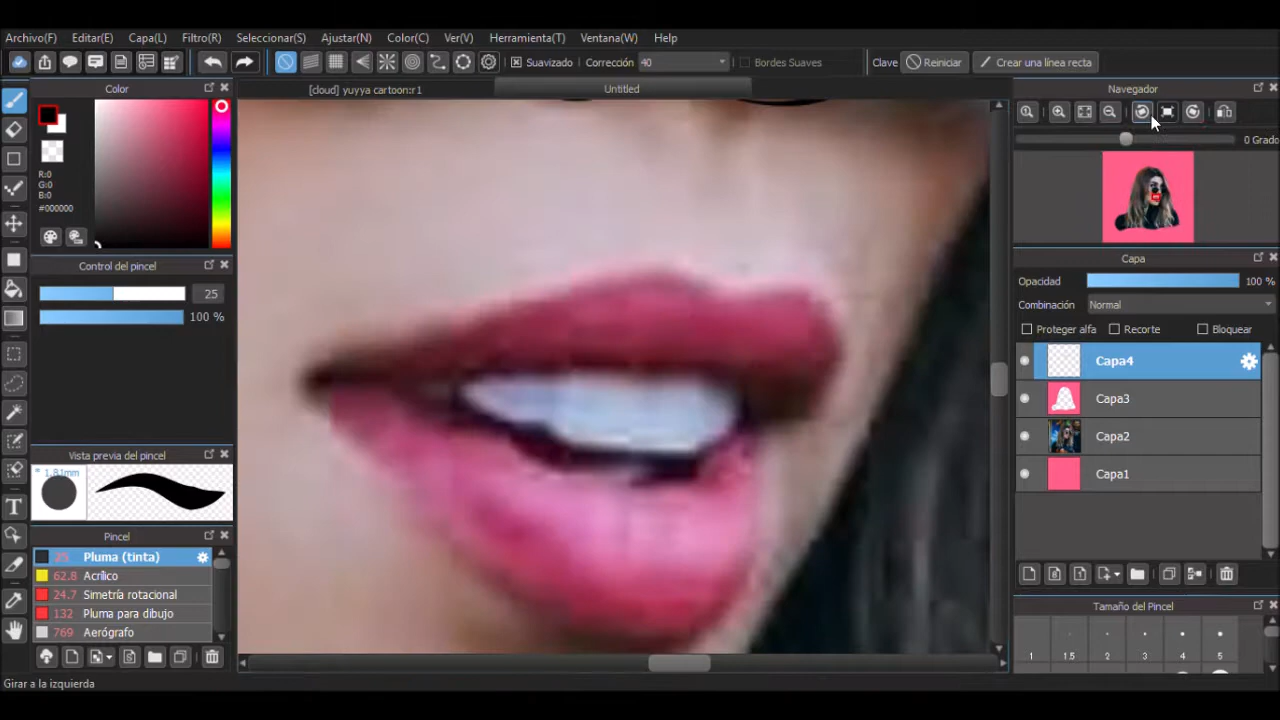 Archivo(F) Editar(E) Capa(L) Filtro(R) Seleccionar(S) Ajustar(N) Color(C) Ver(V) Herramienta(T) Ventana(W) Help
Suavizado Corrección 40 Bordes Suaves Clave Reiniciar Crear una línea recta
Color
[cloud] yuyya cartoon:r1
Untitled
Navegador
0 Grado
R:0
G:0
B:0
#000000
Control del pincel
25
100 %
Capa
Opacidad 100 %
Combinación Normal
Proteger alfa Recorte Bloquear
Capa4
Capa3
Capa2
Capa1
Vista previa del pincel
* 1.81mm
Pincel
25 Pluma (tinta)
62.8 Acrílico
24.7 Simetría rotacional
132 Pluma para dibujo
769 Aerógrafo
Tamaño del Pincel
1 1.5 2 3 4 5
Girar a la izquierda